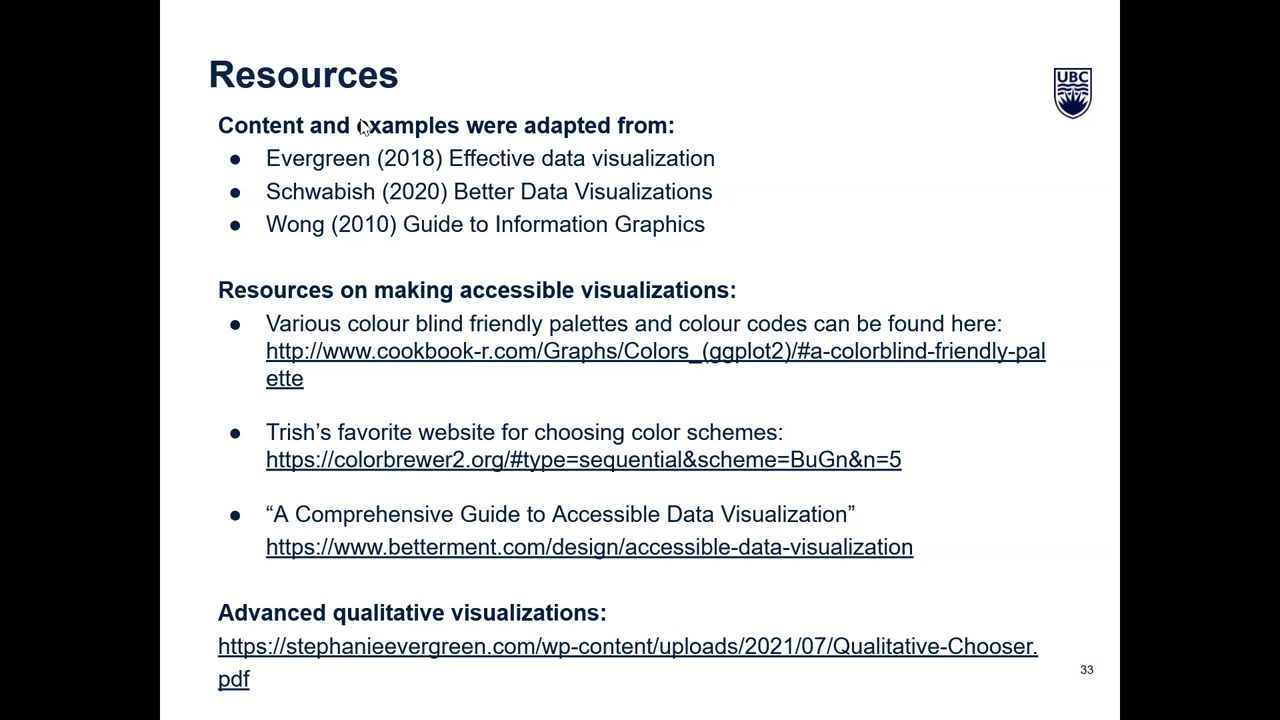 Resources
UBC
Content and examples were adapted from:
● Evergreen (2018) Effective data visualization
● Schwabish (2020) Better Data Visualizations
● Wong (2010) Guide to Information Graphics
Resources on making accessible visualizations:
● Various colour blind friendly palettes and colour codes can be found here:
http://www.cookbook-r.com/Graphs/Colors_(ggplot2)/#a-colorblind-friendly-pal
ette
● Trish’s favorite website for choosing color schemes:
https://colorbrewer2.org/#type=sequential&scheme=BuGn&n=5
● “A Comprehensive Guide to Accessible Data Visualization”
https://www.betterment.com/design/accessible-data-visualization
Advanced qualitative visualizations:
https://stephanieevergreen.com/wp-content/uploads/2021/07/Qualitative-Chooser.
pdf
33